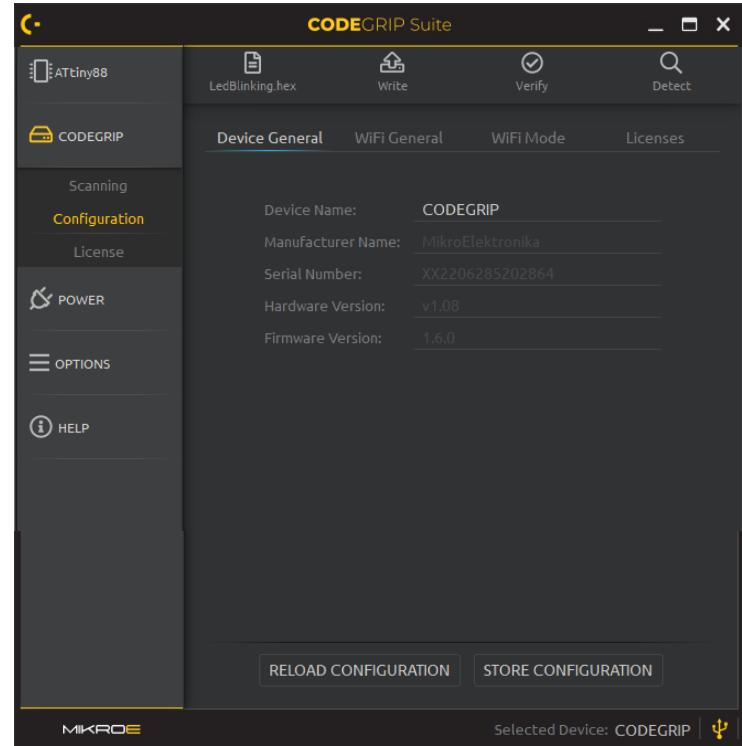 CODEGRIP Suite
ATtiny88
LedBlinking.hex
Write
Verify
Detect
CODEGRIP
Scanning
Configuration
License
POWER
OPTIONS
HELP
Device General
WiFi General
WiFi Mode
Licenses
Device Name: CODEGRIP
Manufacturer Name: MikroElektronika
Serial Number: XX2206285202864
Hardware Version: v1.08
Firmware Version: 1.6.0
RELOAD CONFIGURATION
STORE CONFIGURATION
MIKROE
Selected Device: CODEGRIP